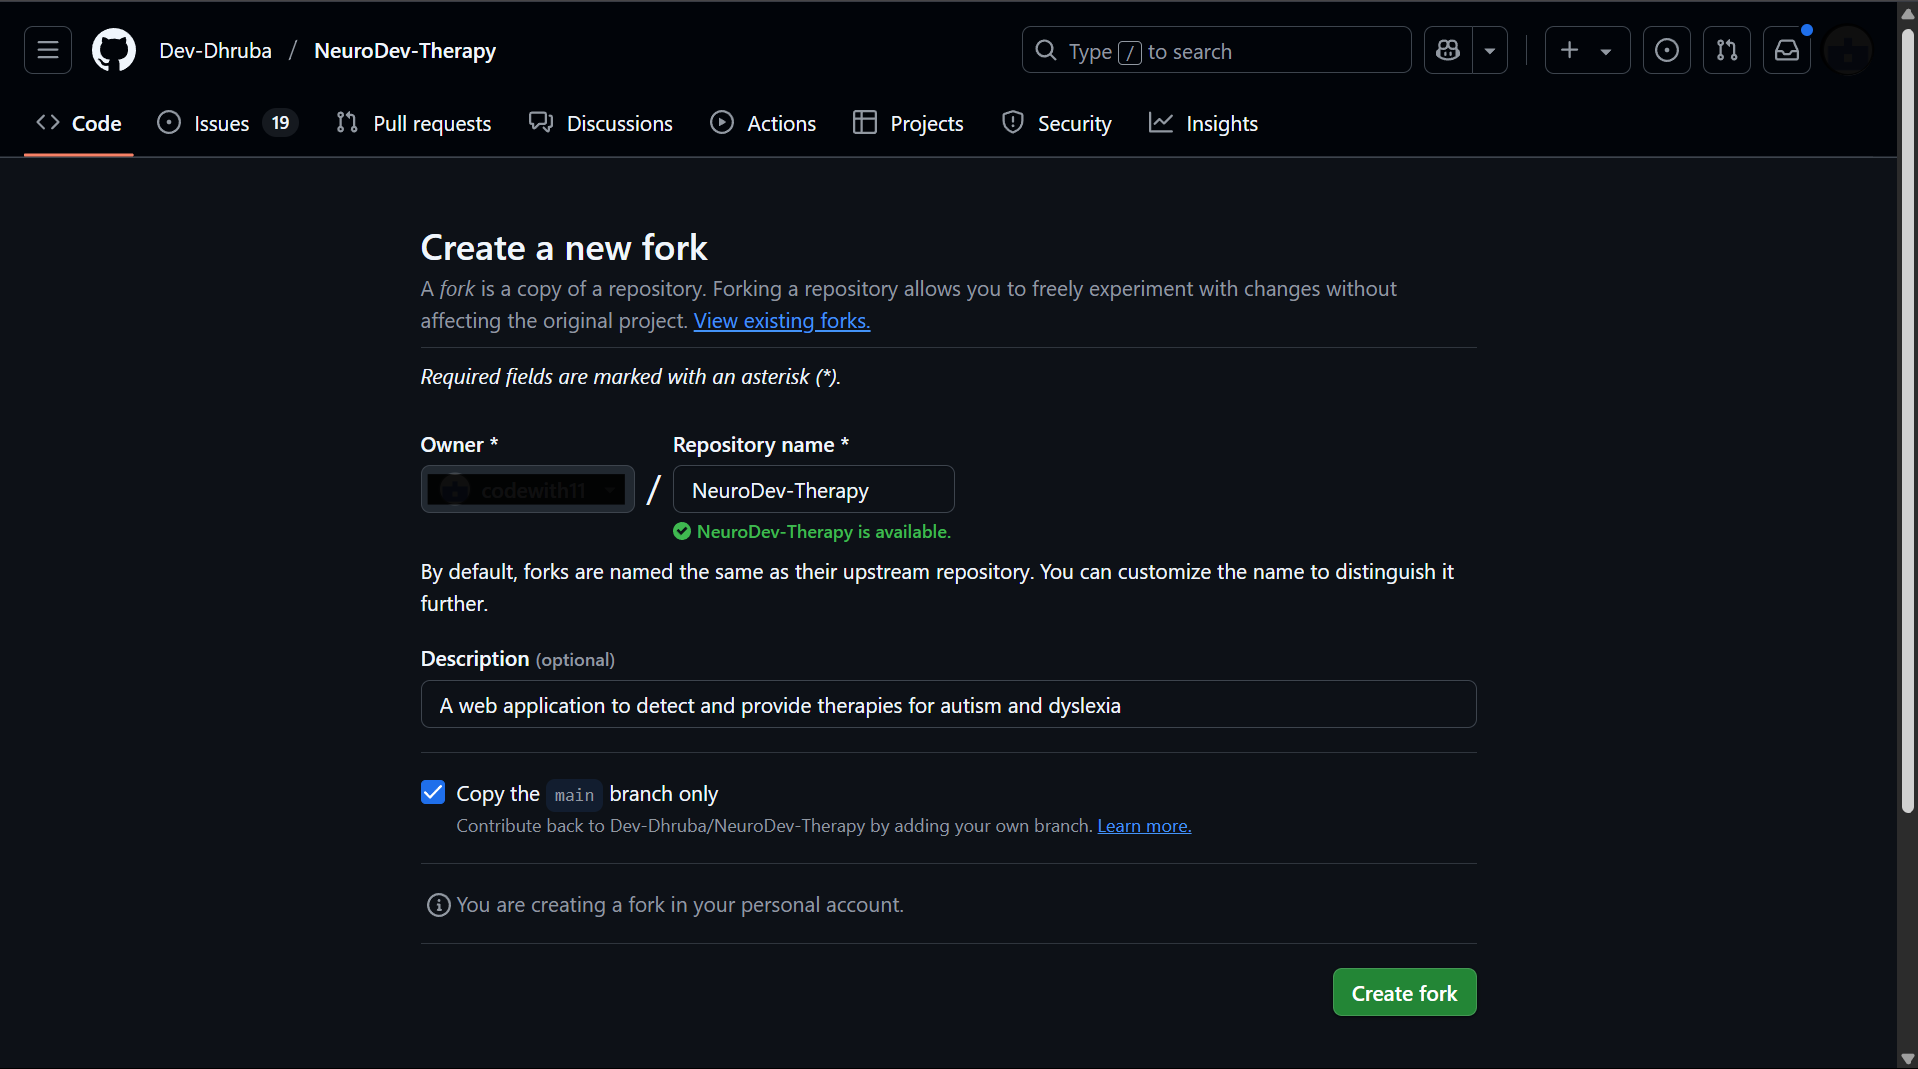 Dev-Dhruba / NeuroDev-Therapy
Type / to search
Code
Issues 19
Pull requests
Discussions
Actions
Projects
Security
Insights
Create a new fork
A fork is a copy of a repository. Forking a repository allows you to freely experiment with changes without
affecting the original project. View existing forks.
Required fields are marked with an asterisk (*).
Owner *
Repository name *
codewith11
/
NeuroDev-Therapy
NeuroDev-Therapy is available.
By default, forks are named the same as their upstream repository. You can customize the name to distinguish it
further.
Description (optional)
A web application to detect and provide therapies for autism and dyslexia
Copy the main branch only
Contribute back to Dev-Dhruba/NeuroDev-Therapy by adding your own branch. Learn more.
You are creating a fork in your personal account.
Create fork